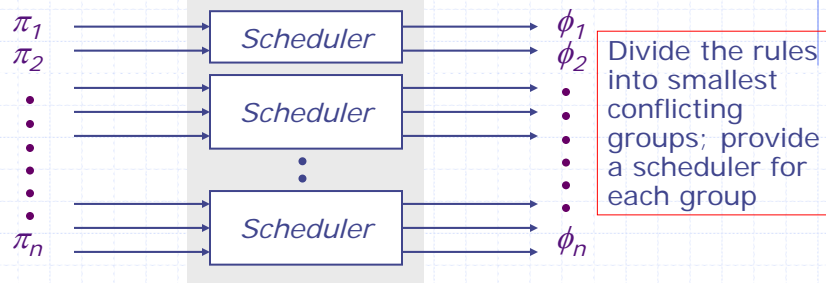 π1 Scheduler ϕ1
π2 ϕ2
Scheduler
Scheduler
πn ϕn
Divide the rules
into smallest
conflicting
groups; provide
a scheduler for
each group